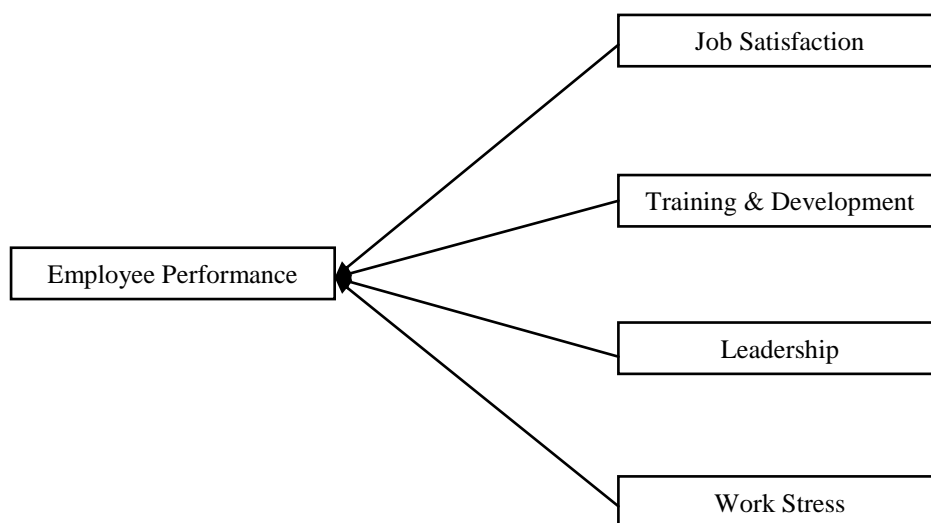 Job Satisfaction
Training & Development
Employee Performance
Leadership
Work Stress